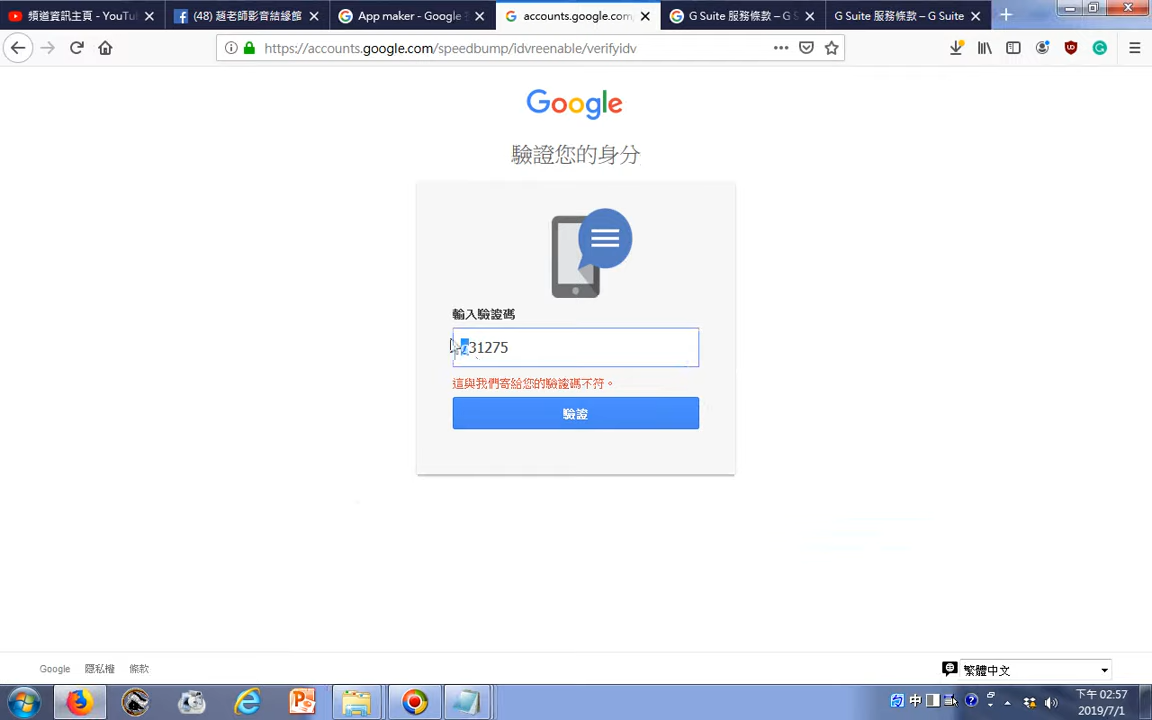 頻道資訊主頁 - YouTu
(48) 趙老師影音結緣館
App maker - Google
accounts.google.com
G Suite 服務條款 – G S
G Suite 服務條款 – G Suite
https://accounts.google.com/speedbump/idvreenable/verifyidv
Google
驗證您的身分
輸入驗證碼
31275
這與我們寄給您的驗證碼不符。
驗證
Google 隱私權 條款
繁體中文
中
下午 02:57
2019/7/1